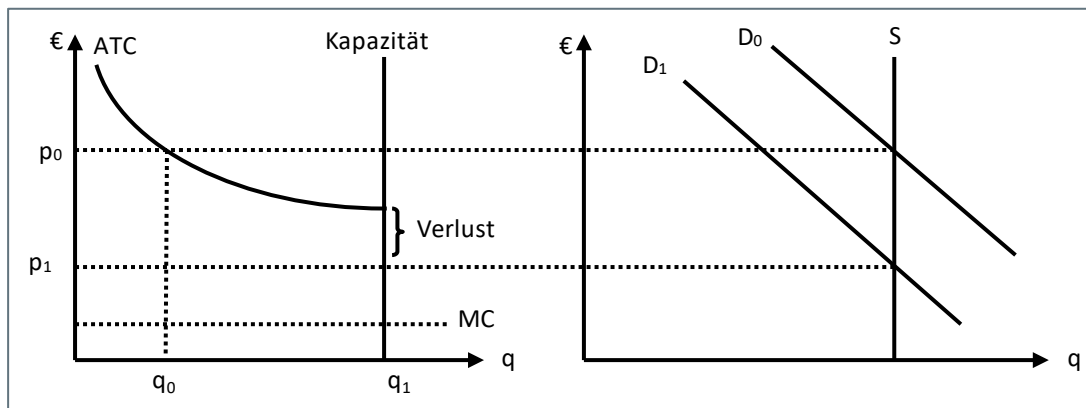 €
ATC
Kapazität
p₀
Verlust
p₁
MC
q
q₀
q₁
€
D₁
D₀
S
q